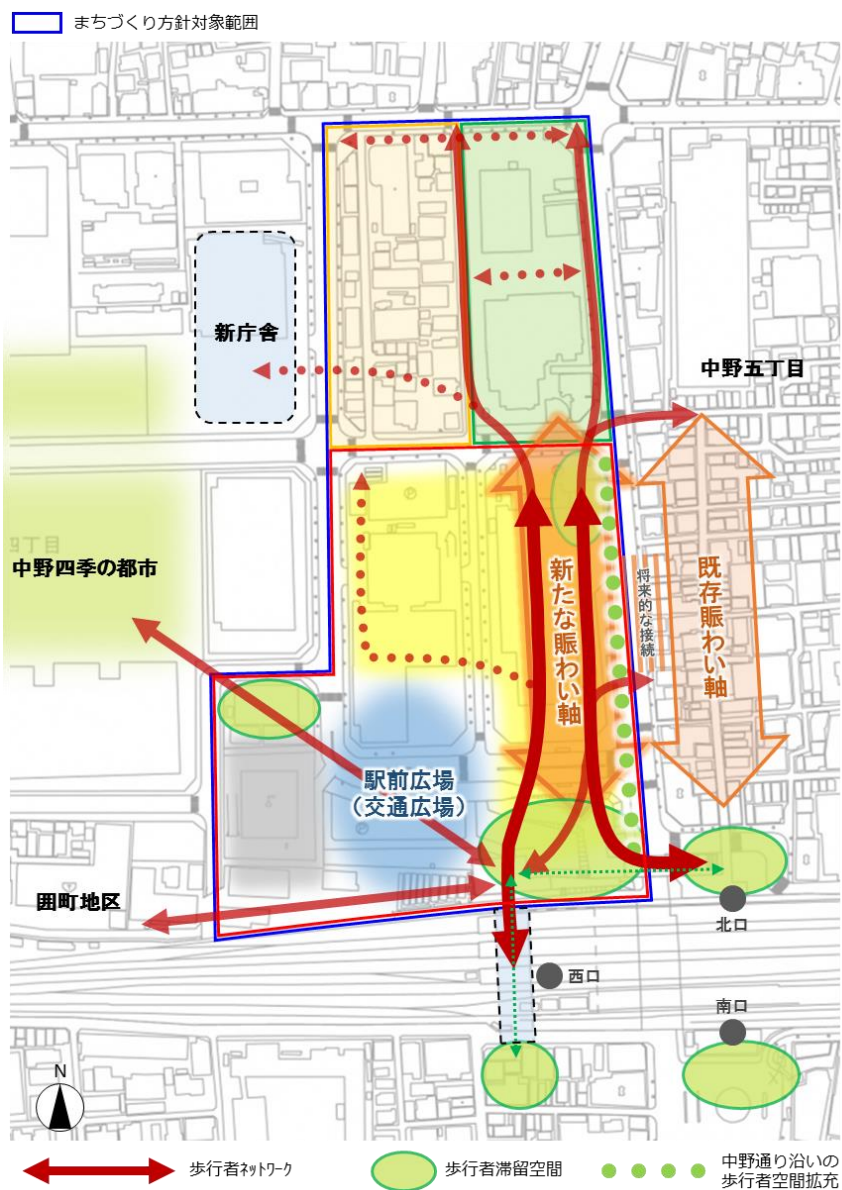 まちづくり方針対象範囲
新庁舎
中野五丁目
四丁目
中野四季の都市
新たな賑わい軸
将来的な接続
既存賑わい軸
駅前広場
（交通広場）
囲町地区
北口
西口
南口
N
歩行者ﾈｯﾄﾜｰｸ
歩行者滞留空間
中野通り沿いの
歩行者空間拡充